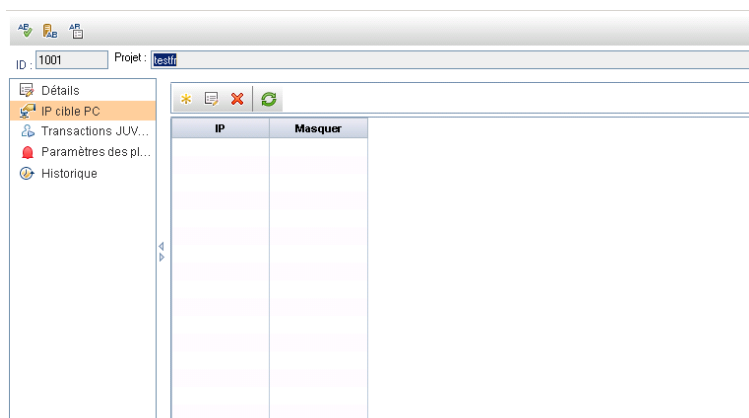 ID : 1001 Projet : testfr
Détails
IP cible PC
Transactions JUV...
Paramètres des pl...
Historique
IP Masquer